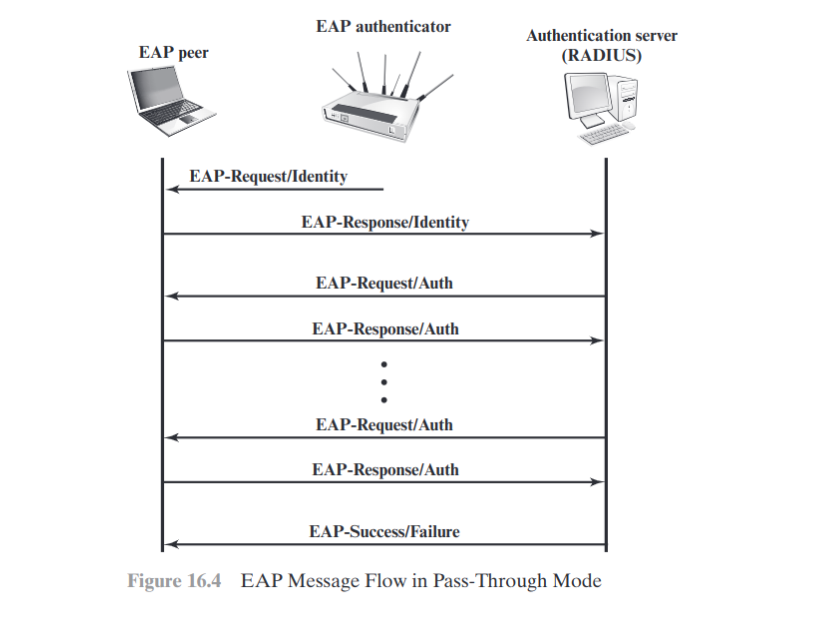 EAP peer
EAP authenticator
Authentication server
(RADIUS)
EAP-Request/Identity
EAP-Response/Identity
EAP-Request/Auth
EAP-Response/Auth
EAP-Request/Auth
EAP-Response/Auth
EAP-Success/Failure
Figure 16.4 EAP Message Flow in Pass-Through Mode